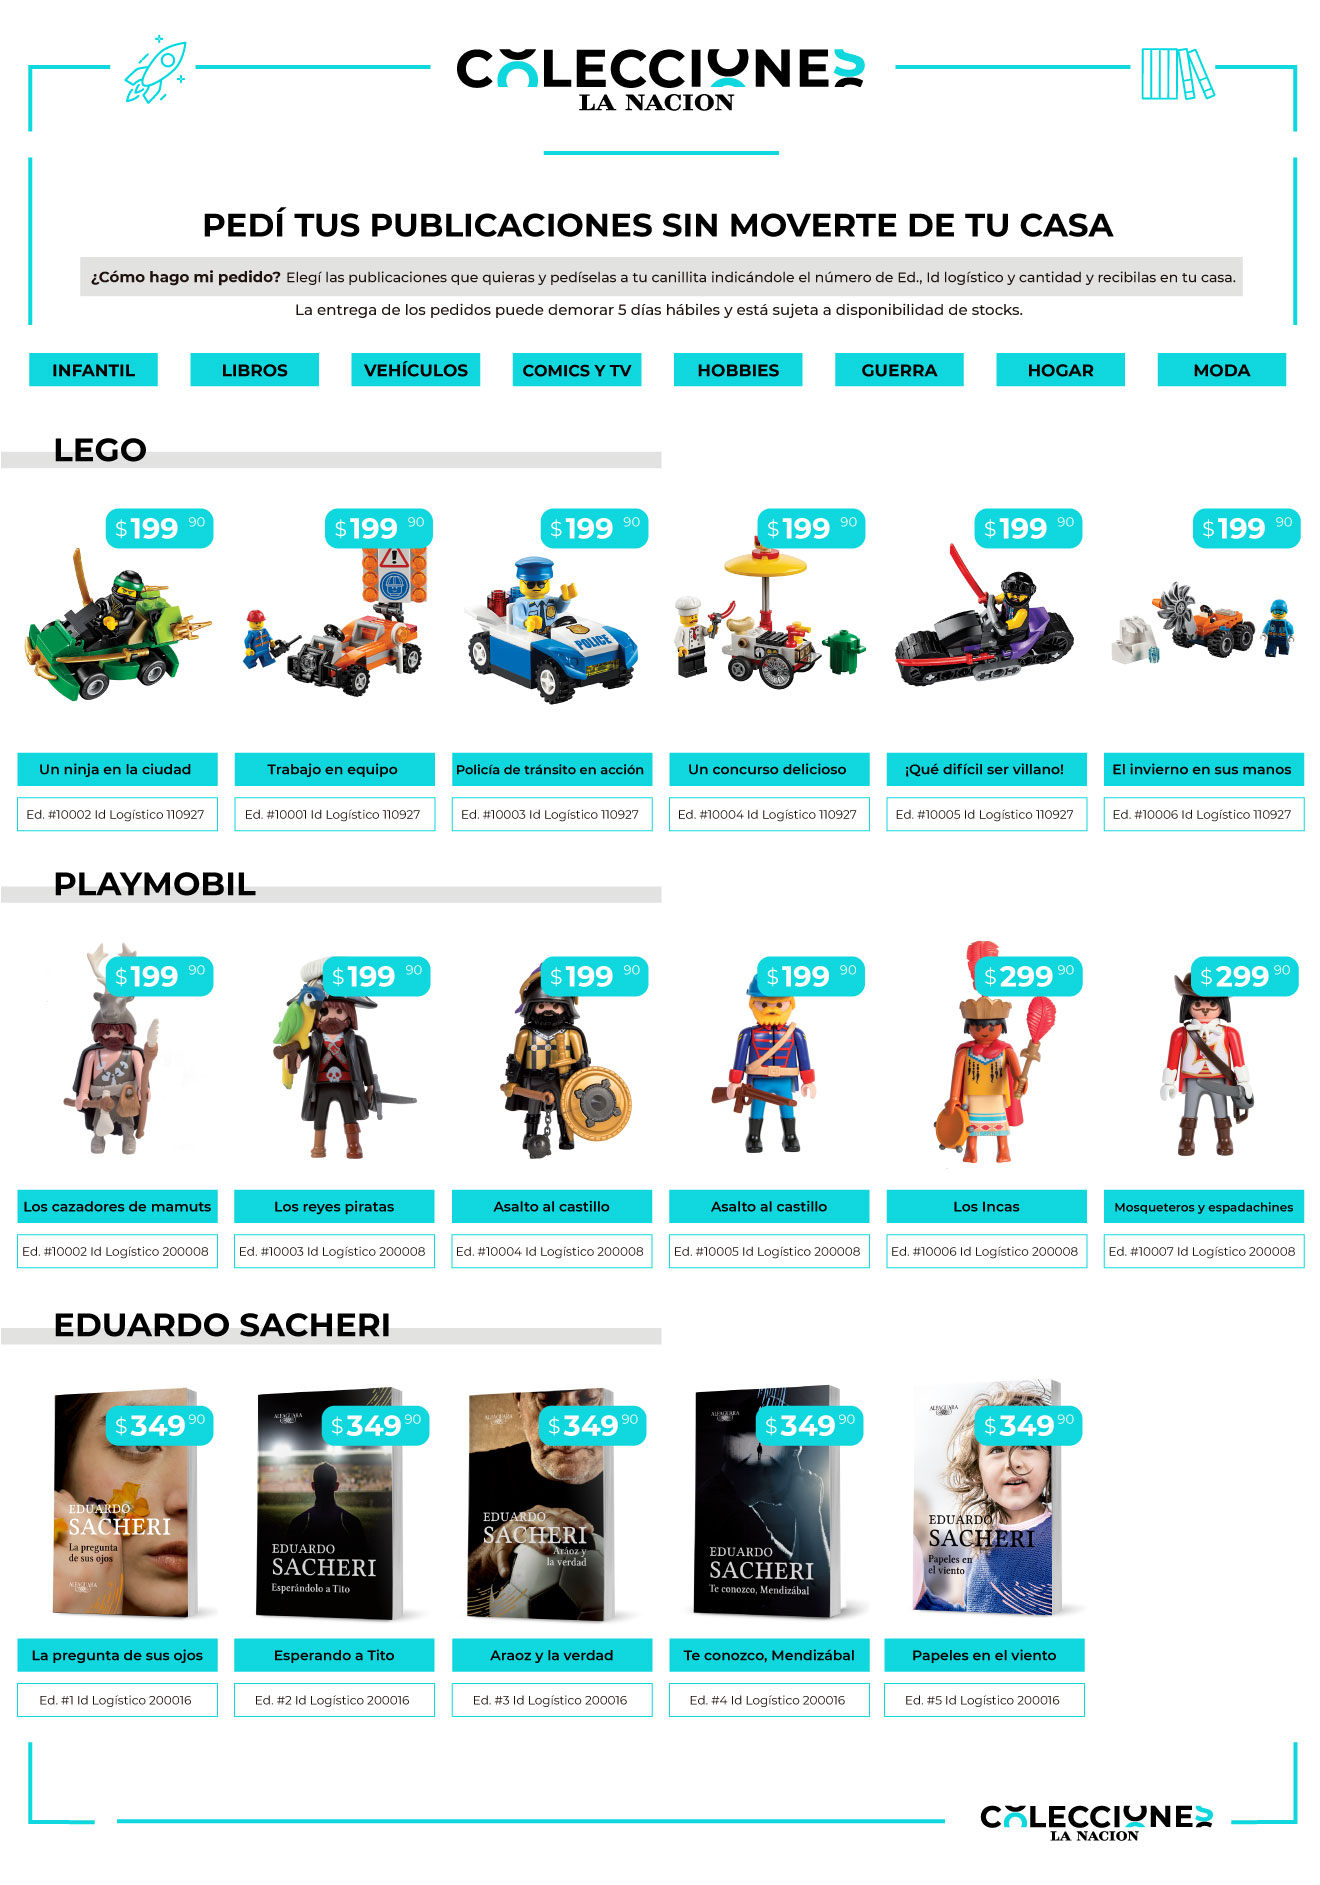 COLECCIONES
LA NACION
PEDÍ TUS PUBLICACIONES SIN MOVERTE DE TU CASA
¿Cómo hago mi pedido? Elegí las publicaciones que quieras y pedíselas a tu canillita indicándole el número de Ed., Id logístico y cantidad y recibilas en tu casa.
La entrega de los pedidos puede demorar 5 días hábiles y está sujeta a disponibilidad de stocks.
INFANTIL LIBROS VEHÍCULOS COMICS Y TV HOBBIES GUERRA HOGAR MODA
LEGO
$199 90 $199 90 $199 90 $199 90 $199 90 $199 90
POLICE
Un ninja en la ciudad Trabajo en equipo Policía de tránsito en acción Un concurso delicioso ¡Qué difícil ser villano! El invierno en sus manos
Ed. #10002 Id Logístico 110927 Ed. #10001 Id Logístico 110927 Ed. #10003 Id Logístico 110927 Ed. #10004 Id Logístico 110927 Ed. #10005 Id Logístico 110927 Ed. #10006 Id Logístico 110927
PLAYMOBIL
$199 90 $199 90 $199 90 $199 90 $299 90 $299 90
Los cazadores de mamuts Los reyes piratas Asalto al castillo Asalto al castillo Los Incas Mosqueteros y espadachines
Ed. #10002 Id Logístico 200008 Ed. #10003 Id Logístico 200008 Ed. #10004 Id Logístico 200008 Ed. #10005 Id Logístico 200008 Ed. #10006 Id Logístico 200008 Ed. #10007 Id Logístico 200008
EDUARDO SACHERI
$349 90 $349 90 $349 90 $349 90 $349 90
EDUARDO
SACHERI
La pregunta
de sus ojos
ALFAGUARA
ALFAGUARA
EDUARDO
SACHERI
Esperándolo a Tito
ALFAGUARA
EDUARDO
SACHERI
Aráoz y
la verdad
ALFAGUARA
EDUARDO
SACHERI
Te conozco, Mendizábal
ALFAGUARA
EDUARDO
SACHERI
Papeles en
el viento
La pregunta de sus ojos Esperando a Tito Araoz y la verdad Te conozco, Mendizábal Papeles en el viento
Ed. #1 Id Logístico 200016 Ed. #2 Id Logístico 200016 Ed. #3 Id Logístico 200016 Ed. #4 Id Logístico 200016 Ed. #5 Id Logístico 200016
COLECCIONES
LA NACION